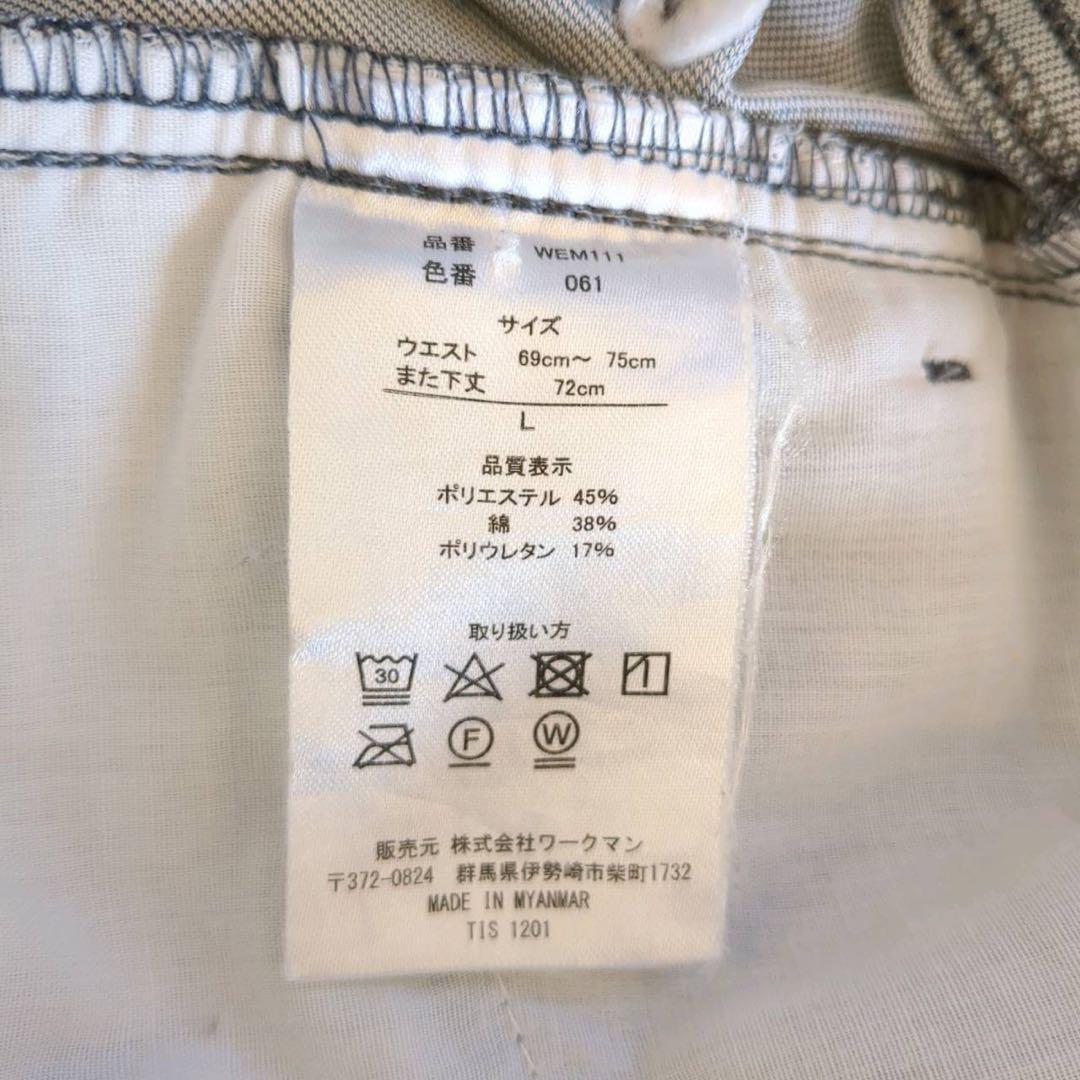 品番 WEM111
色番 061
サイズ
ウエスト 69cm～ 75cm
また下丈 72cm
L
品質表示
ポリエステル 45%
綿 38%
ポリウレタン 17%
取り扱い方
30
F W
販売元 株式会社ワークマン
〒372-0824 群馬県伊勢崎市柴町1732
MADE IN MYANMAR
TIS 1201